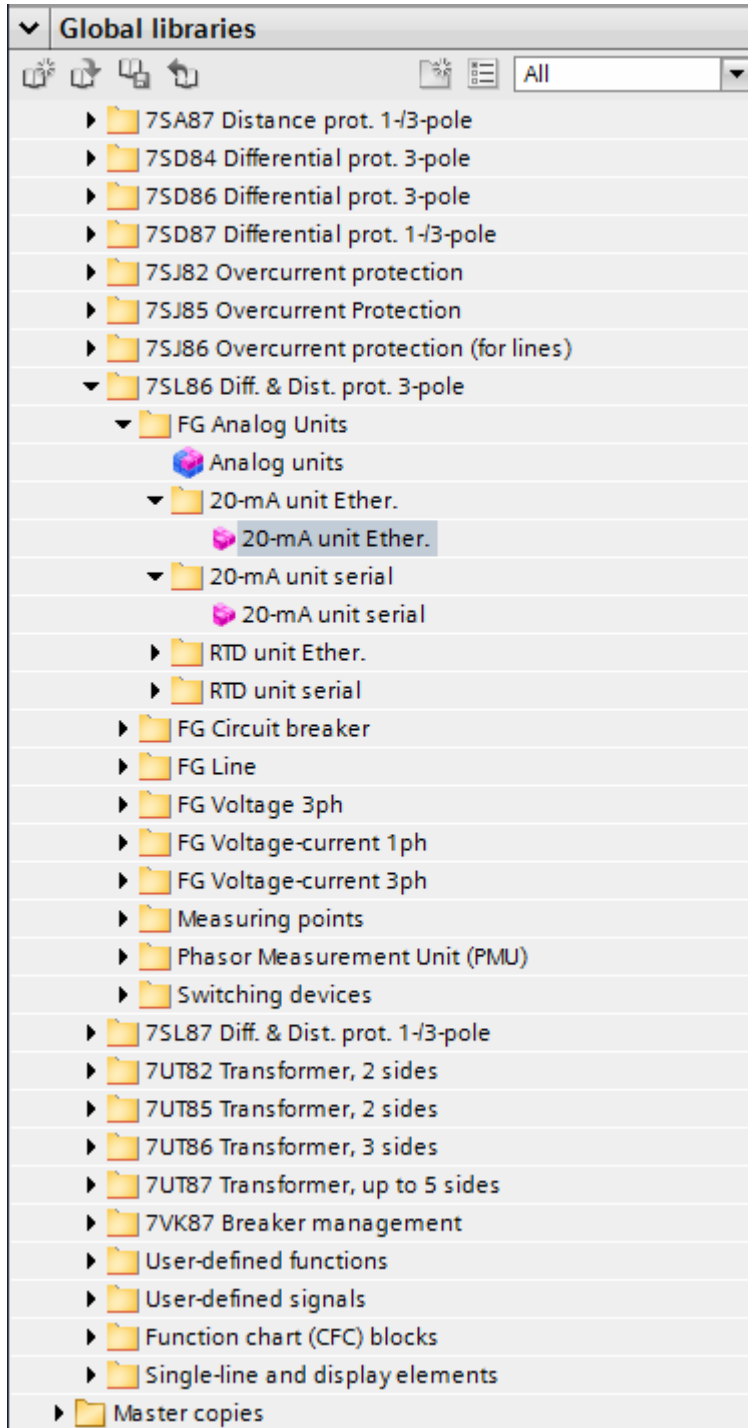 Global libraries
All
7SA87 Distance prot. 1-/3-pole
7SD84 Differential prot. 3-pole
7SD86 Differential prot. 3-pole
7SD87 Differential prot. 1-/3-pole
7SJ82 Overcurrent protection
7SJ85 Overcurrent Protection
7SJ86 Overcurrent protection (for lines)
7SL86 Diff. & Dist. prot. 3-pole
FG Analog Units
Analog units
20-mA unit Ether.
20-mA unit Ether.
20-mA unit serial
20-mA unit serial
RTD unit Ether.
RTD unit serial
FG Circuit breaker
FG Line
FG Voltage 3ph
FG Voltage-current 1ph
FG Voltage-current 3ph
Measuring points
Phasor Measurement Unit (PMU)
Switching devices
7SL87 Diff. & Dist. prot. 1-/3-pole
7UT82 Transformer, 2 sides
7UT85 Transformer, 2 sides
7UT86 Transformer, 3 sides
7UT87 Transformer, up to 5 sides
7VK87 Breaker management
User-defined functions
User-defined signals
Function chart (CFC) blocks
Single-line and display elements
Master copies